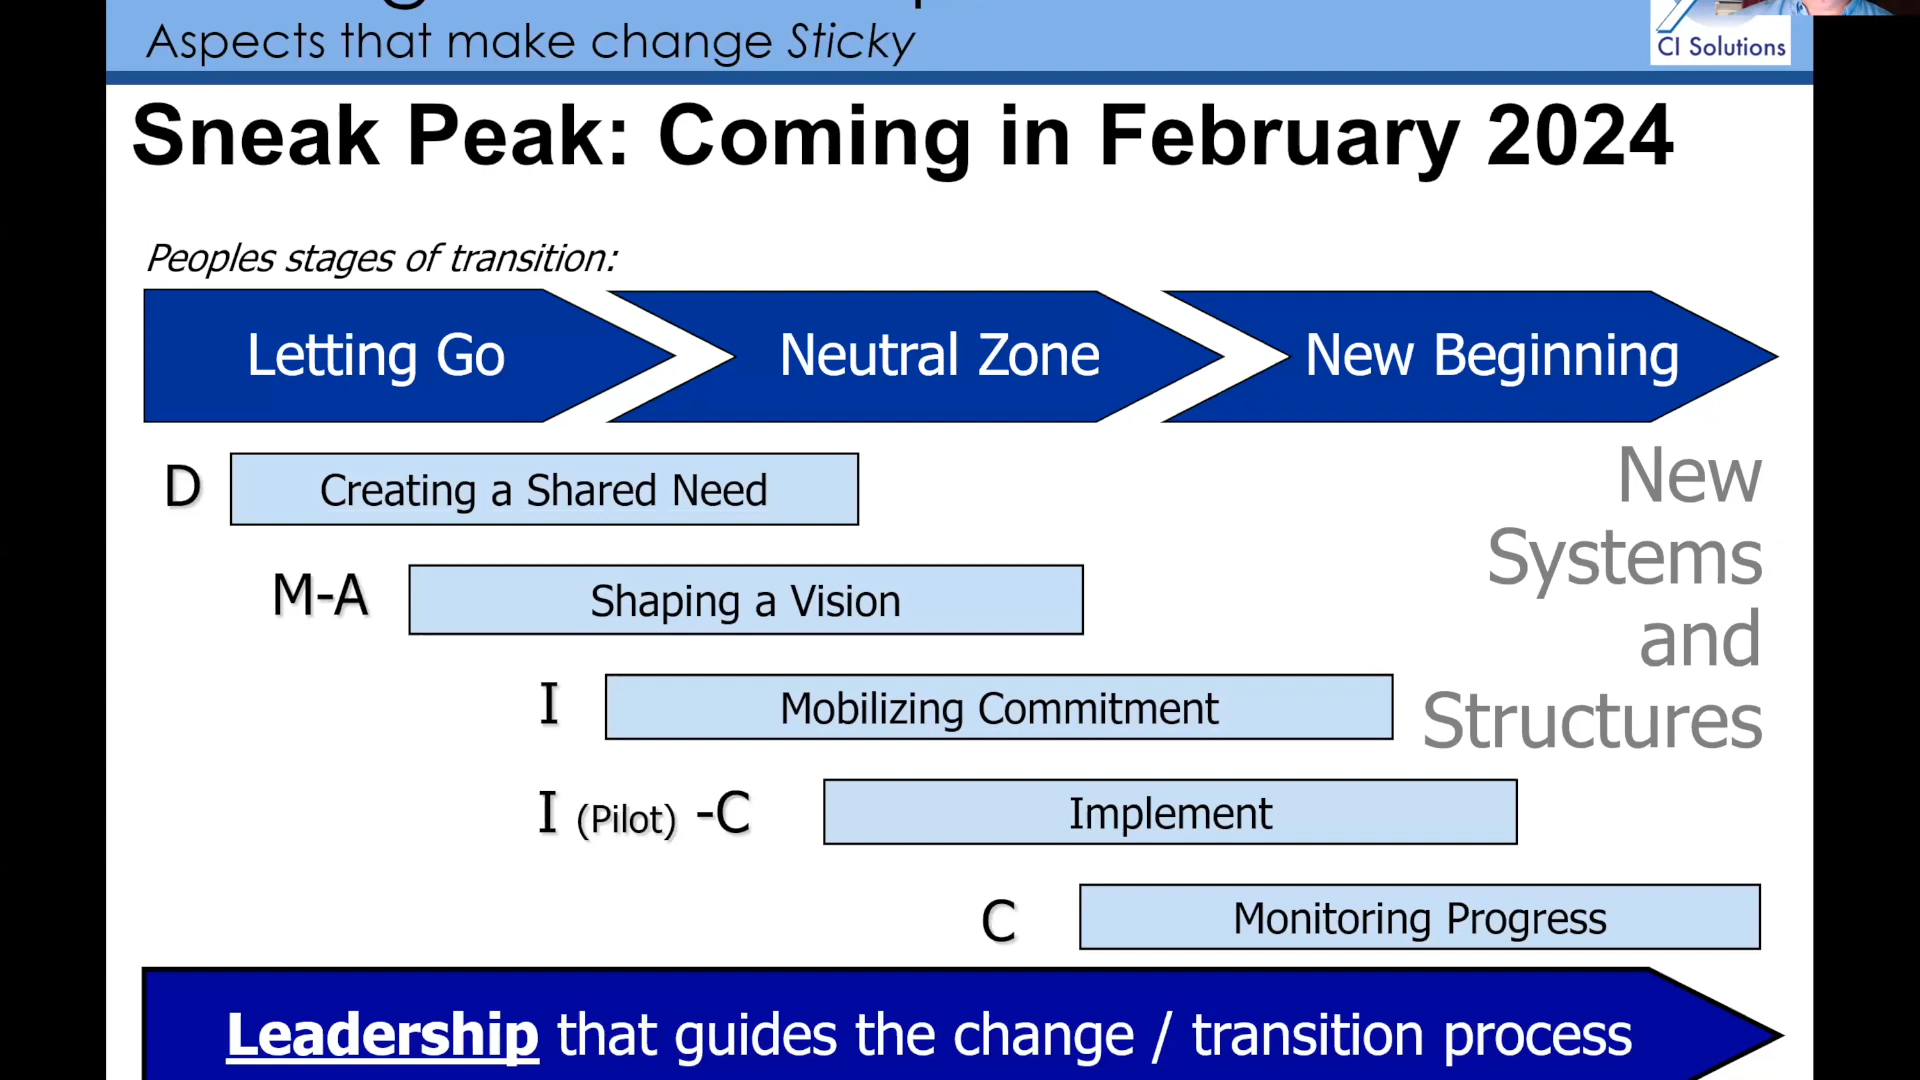 Aspects that make change Sticky
CI Solutions
Sneak Peak: Coming in February 2024
Peoples stages of transition:
Letting Go
Neutral Zone
New Beginning
D
Creating a Shared Need
M-A
Shaping a Vision
I
Mobilizing Commitment
I (Pilot) -C
Implement
C
Monitoring Progress
New
Systems
and
Structures
Leadership that guides the change / transition process